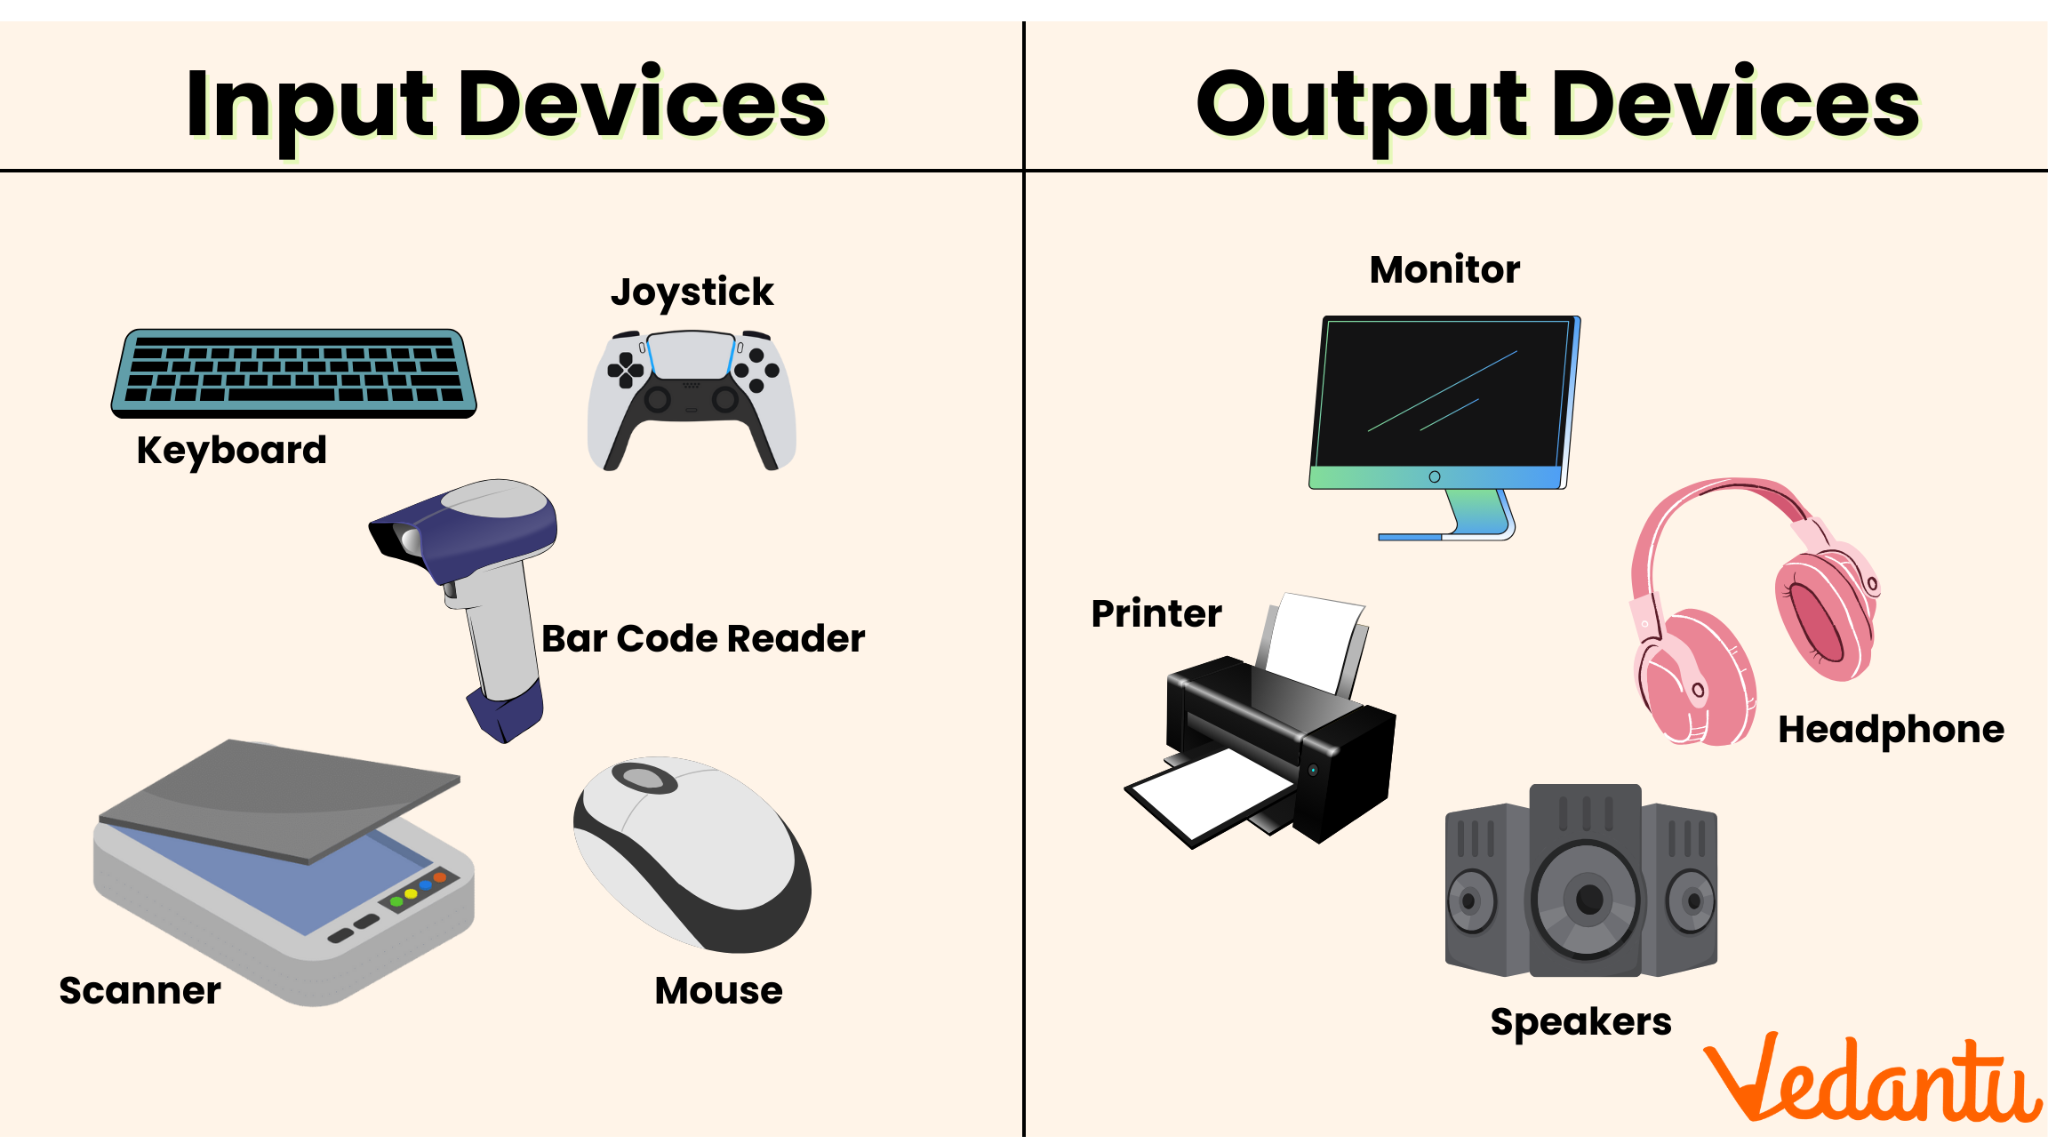 Input Devices
Output Devices
Joystick
Keyboard
Bar Code Reader
Scanner
Mouse
Monitor
Printer
Headphone
Speakers
Vedantu